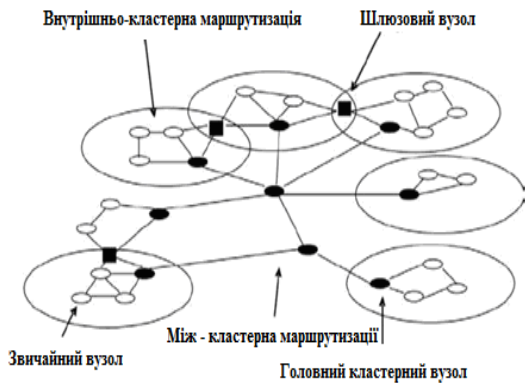 Внутрішньо-кластерна маршрутизація
Шлюзовий вузол
Між - кластерна маршрутизації
Звичайний вузол
Головний кластерний вузол